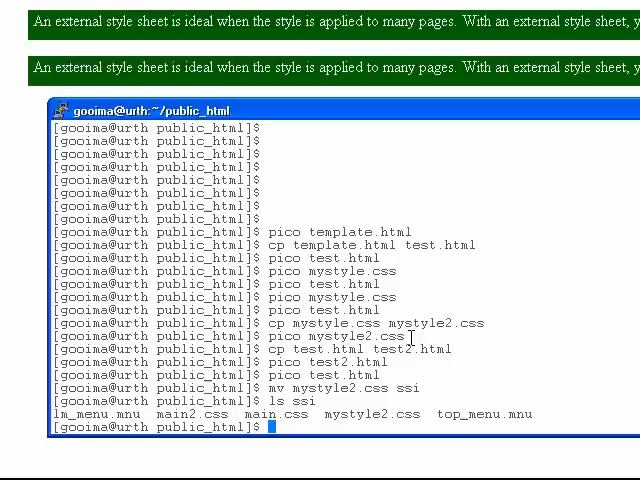 An external style sheet is ideal when the style is applied to many pages. With an external style sheet, y
An external style sheet is ideal when the style is applied to many pages. With an external style sheet, y
gooima@urth:~/public_html
[gooima@urth public_html]$
[gooima@urth public_html]$
[gooima@urth public_html]$
[gooima@urth public_html]$
[gooima@urth public_html]$
[gooima@urth public_html]$
[gooima@urth public_html]$
[gooima@urth public_html]$
[gooima@urth public_html]$ pico template.html
[gooima@urth public_html]$ cp template.html test.html
[gooima@urth public_html]$ pico test.html
[gooima@urth public_html]$ pico mystyle.css
[gooima@urth public_html]$ pico test.html
[gooima@urth public_html]$ pico mystyle.css
[gooima@urth public_html]$ pico test.html
[gooima@urth public_html]$ cp mystyle.css mystyle2.css
[gooima@urth public_html]$ pico mystyle2.css
[gooima@urth public_html]$ cp test.html test2.html
[gooima@urth public_html]$ pico test2.html
[gooima@urth public_html]$ pico test.html
[gooima@urth public_html]$ mv mystyle2.css ssi
[gooima@urth public_html]$ ls ssi
lm_menu.mnu  main2.css  main.css  mystyle2.css  top_menu.mnu
[gooima@urth public_html]$